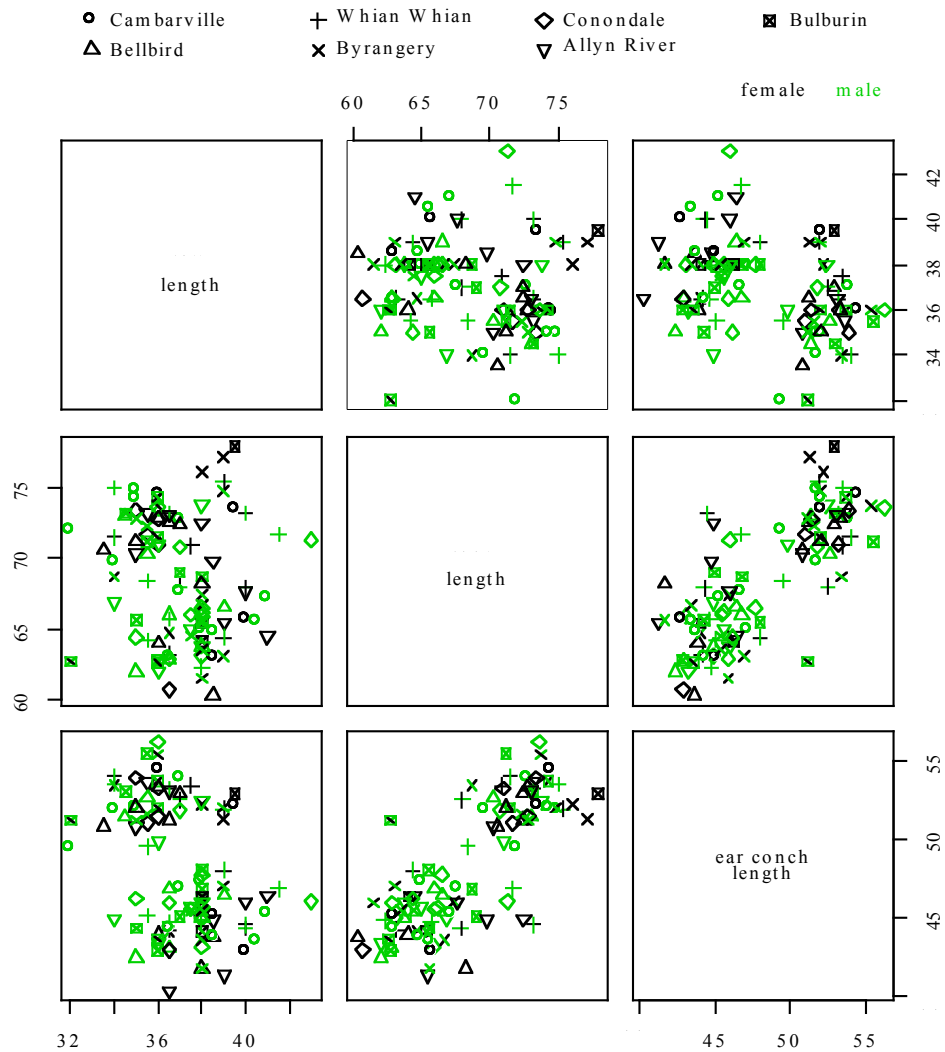 Cambarville Whian Whian Conondale Bulburin
Bellbird Byrangery Allyn River
female male
60 65 70 75
length
42
40
38
36
34
75
70
65
60
length
55
50
45
ear conch
length
32 36 40
45 50 55